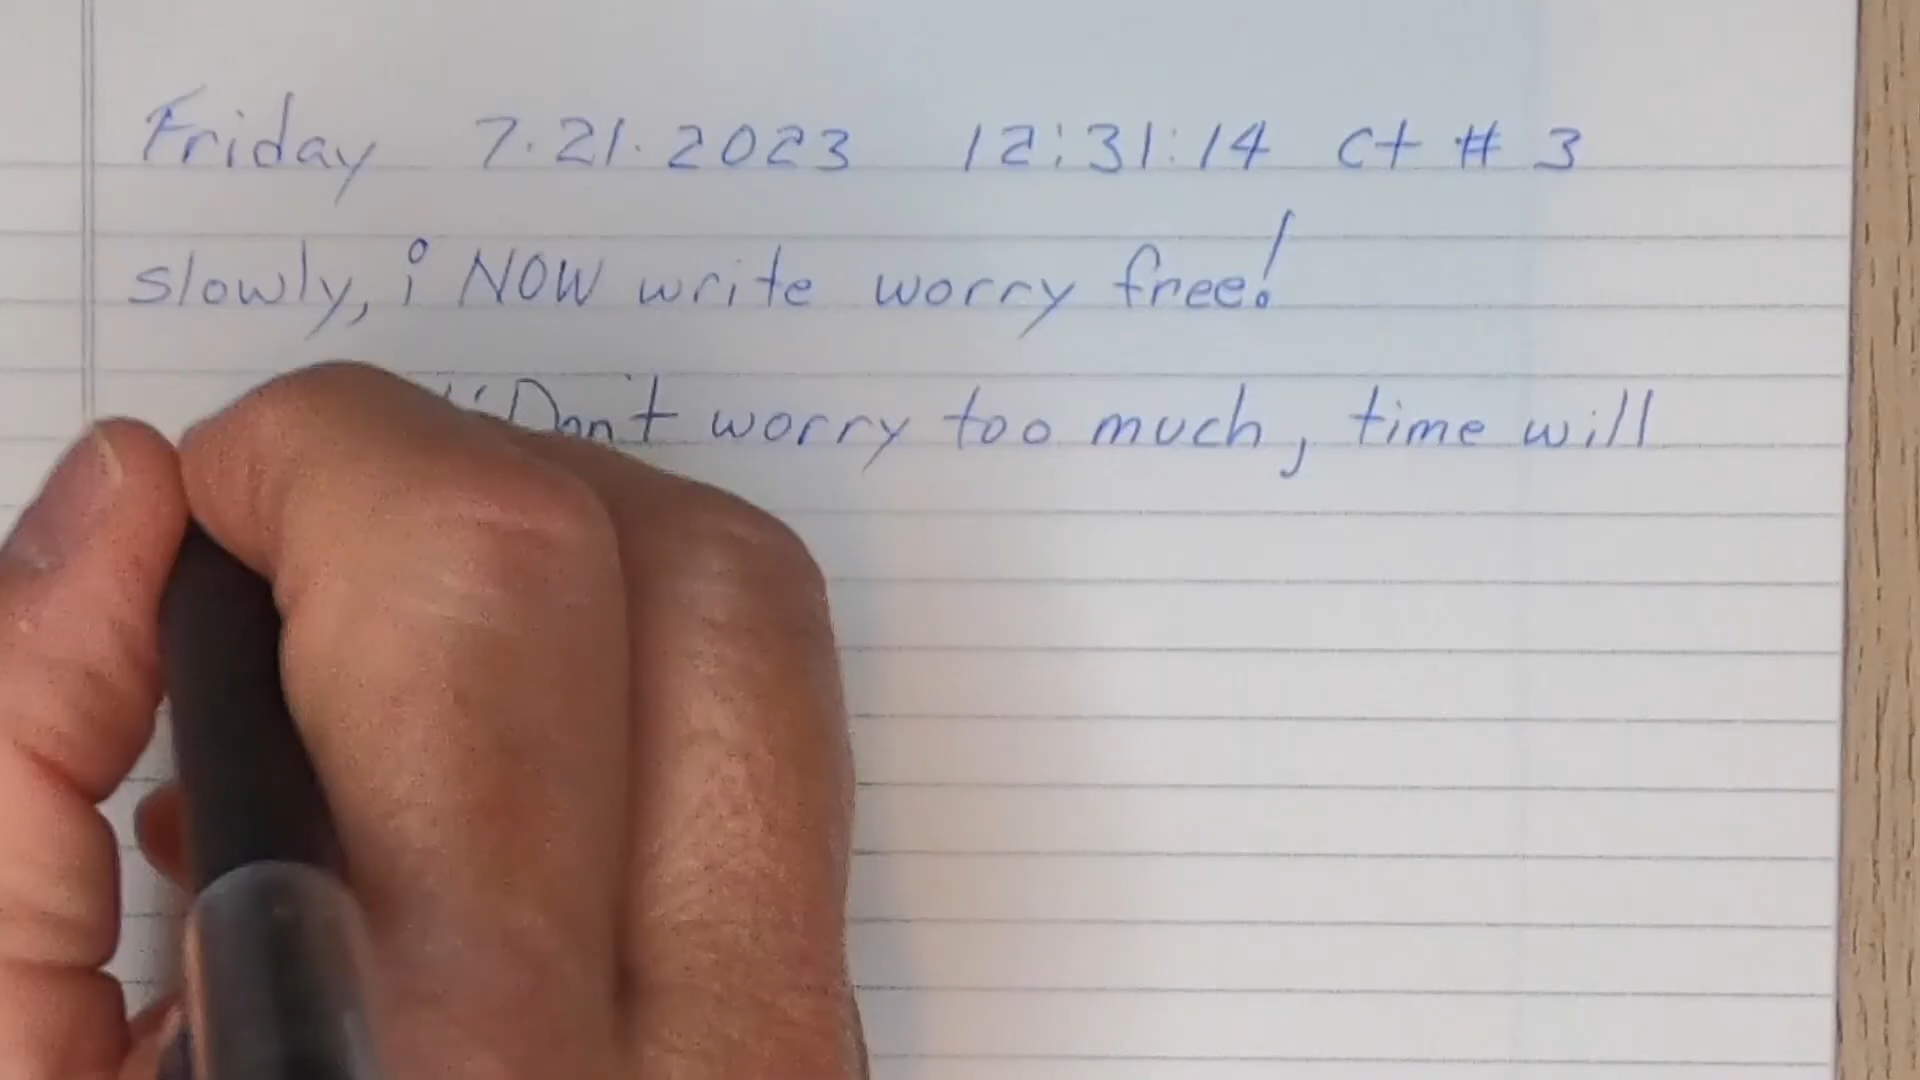 Friday 7.21.2023 12:31:14 ct # 3
slowly, i NOW write worry free!
"Don't worry too much, time will